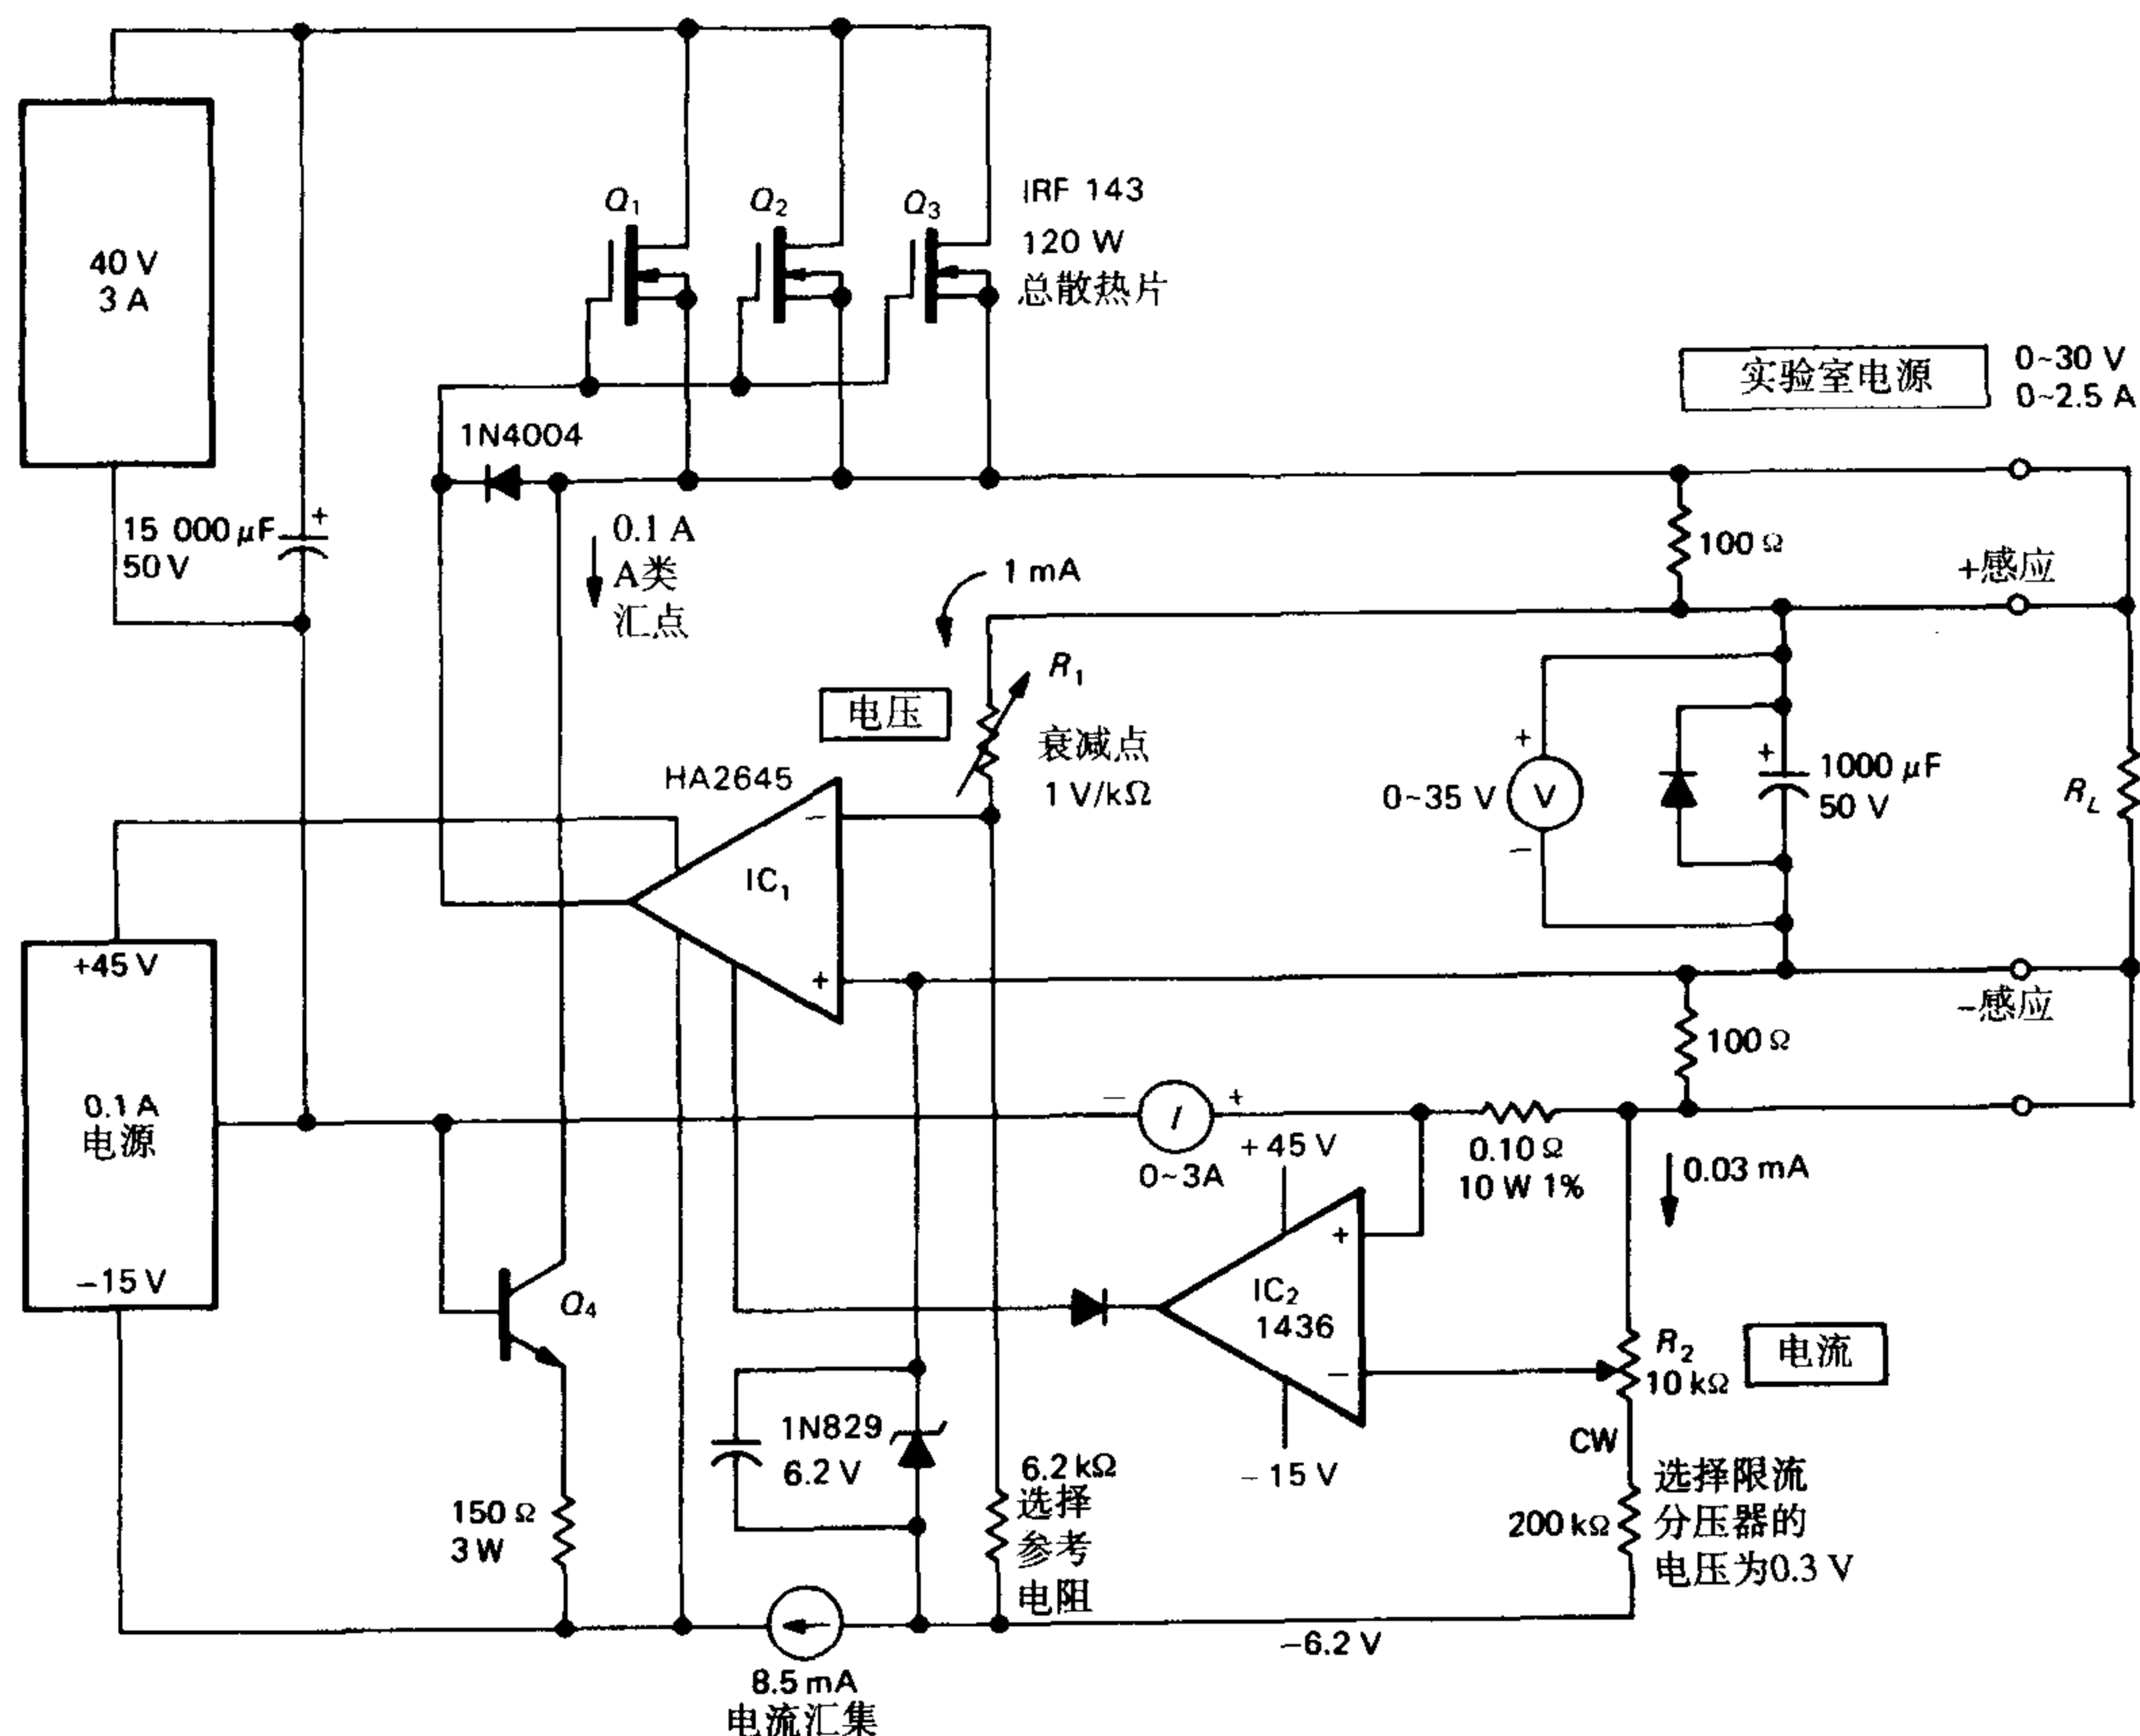 40 V
3 A
15 000 μF
50 V
+
Q1
Q2
Q3
IRF 143
120 W
总散热片
实验室电源
0~30 V
0~2.5 A
1N4004
0.1 A
A类
汇点
1 mA
100 Ω
+感应
电压
R1
衰减点
1 V/kΩ
HA2645
IC1
−
+
0~35 V
+
V
−
+
1000 μF
50 V
RL
−感应
100 Ω
+45 V
0.1 A
电源
−15 V
−
I
+
0~3A
0.10 Ω
10 W 1%
0.03 mA
+45 V
+
IC2
1436
−
−15 V
R2
10 kΩ
电流
CW
200 kΩ
选择限流
分压器的
电压为0.3 V
Q4
150 Ω
3 W
1N829
6.2 V
6.2 kΩ
选择
参考
电阻
−6.2 V
8.5 mA
电流汇集